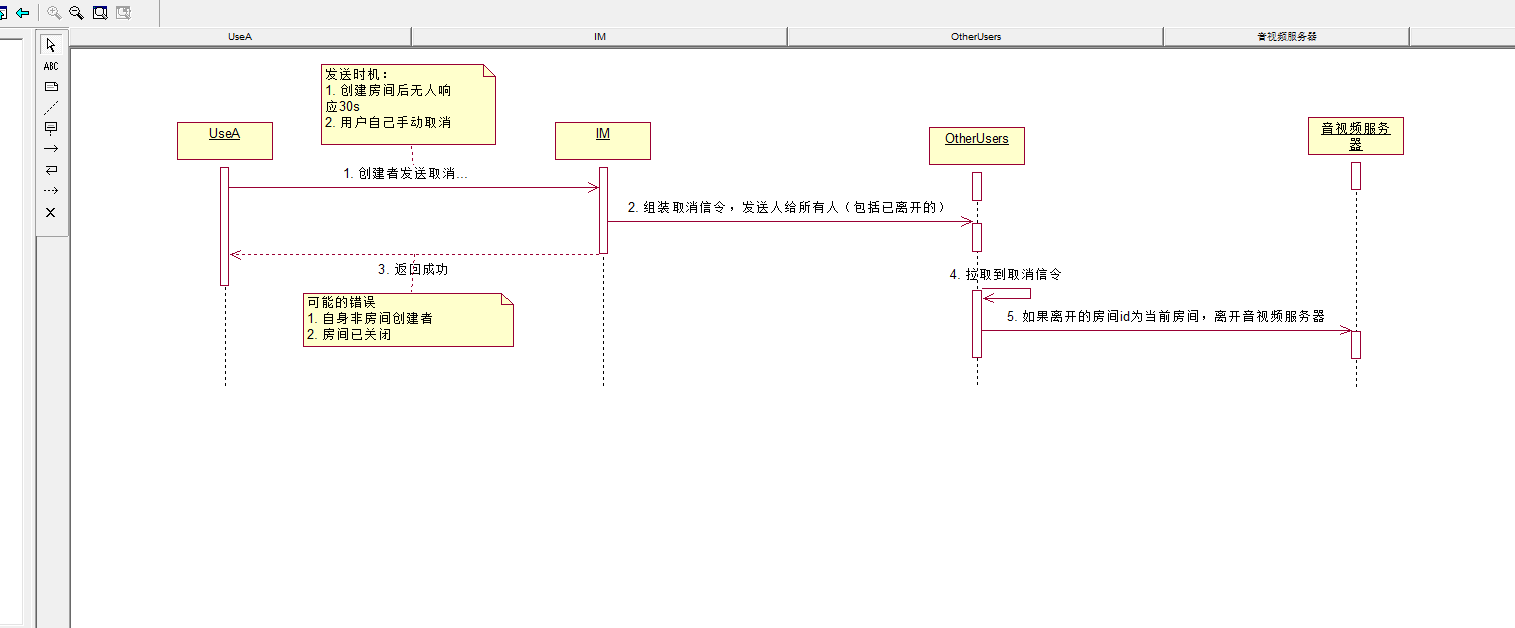 UseA
IM
OtherUsers
音视频服务器
ABC
发送时机：
1. 创建房间后无人响
应30s
2. 用户自己手动取消
UseA
IM
OtherUsers
音视频服务
器
1. 创建者发送取消...
2. 组装取消信令，发送人给所有人（包括已离开的）
3. 返回成功
4. 拉取到取消信令
可能的错误
1. 自身非房间创建者
2. 房间已关闭
5. 如果离开的房间id为当前房间，离开音视频服务器